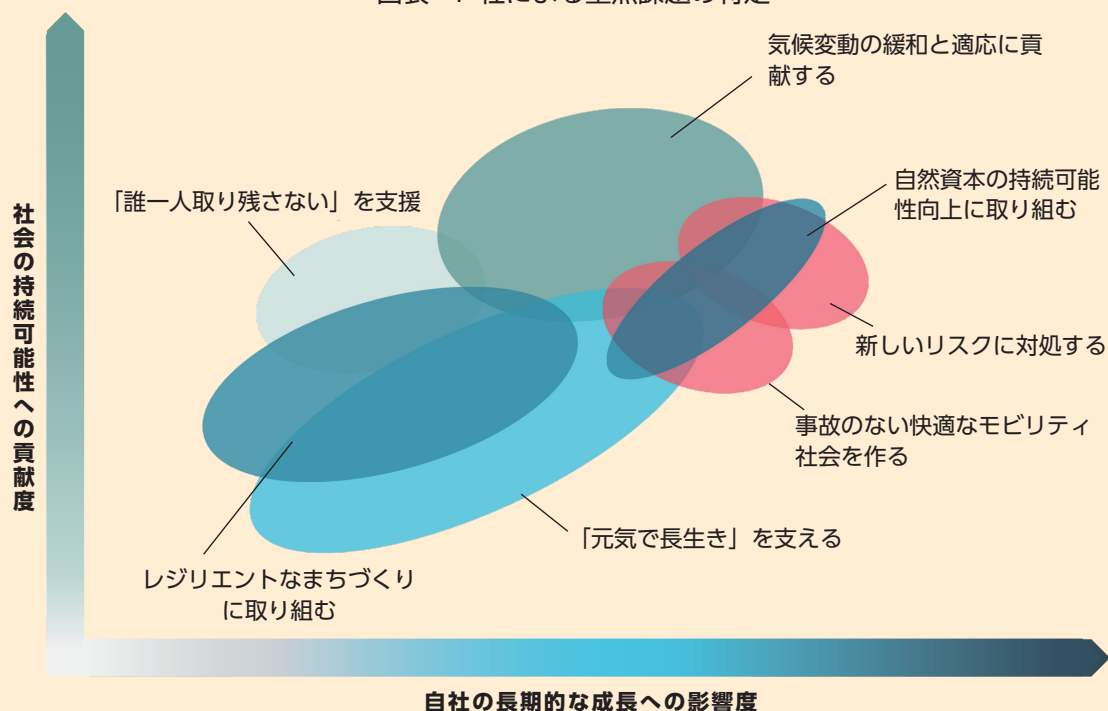 気候変動の緩和と適応に貢
献する
自然資本の持続可能
性向上に取り組む
「誰一人取り残さない」を支援
新しいリスクに対処する
事故のない快適なモビリティ
社会を作る
「元気で長生き」を支える
レジリエントなまちづくり
に取り組む
社会の持続可能性への貢献度
自社の長期的な成長への影響度